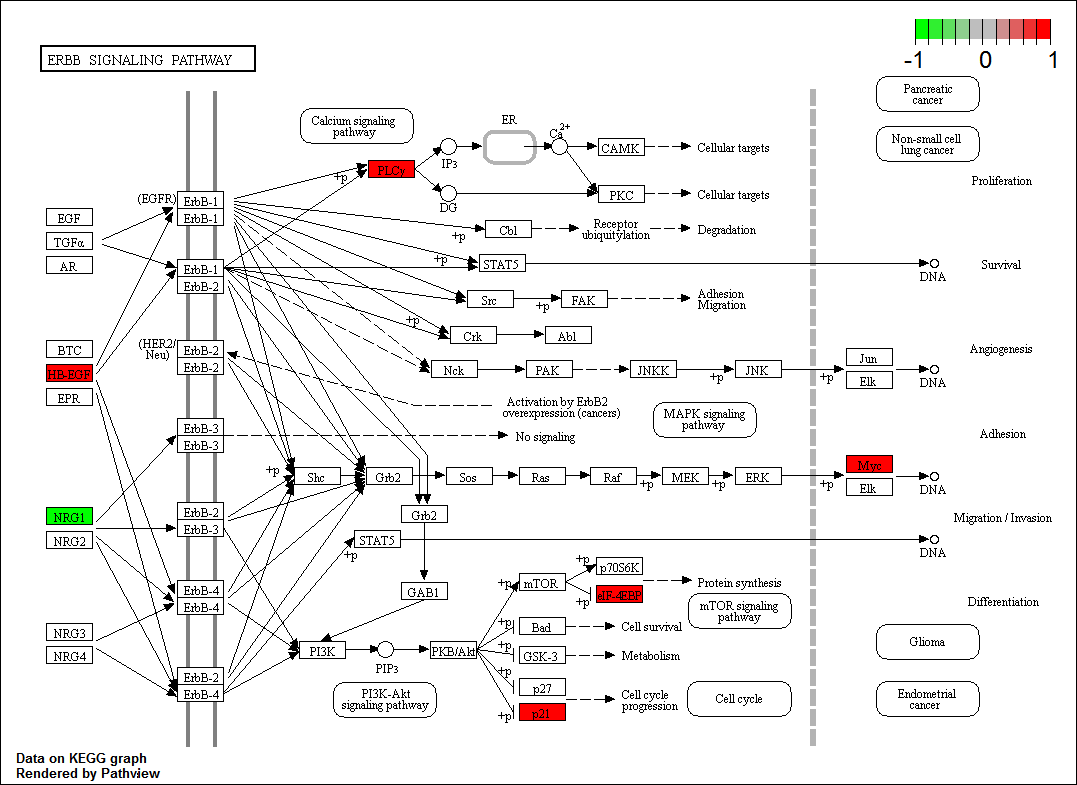 -1 0 1
ERBB SIGNALING PATHWAY
Pancreatic
cancer
Calcium signaling
pathway
ER
Ca2+
Non-small cell
lung cancer
IP3
CAMK
Cellular targets
+p
PLCγ
Proliferation
DG
PKC
Cellular targets
(EGFR)
ErbB-1
ErbB-1
EGF
TGFα
AR
+p
Cbl
Receptor
ubiquitylation
Degradation
ErbB-1
ErbB-2
+p
STAT5
DNA
Survival
Src
+p
FAK
Adhesion
Migration
+p
Crk
Abl
(HER2/
Neu)
ErbB-2
ErbB-2
BTC
HB-EGF
EPR
Nck
PAK
JNKK
+p
JNK
+p
Jun
Elk
DNA
Angiogenesis
Activation by ErbB2
overexpression (cancers)
MAPK signaling
pathway
ErbB-3
ErbB-3
No signaling
Adhesion
+p
Shc
Grb2
Sos
Ras
Raf
+p
MEK
+p
ERK
+p
Myc
Elk
DNA
NRG1
NRG2
ErbB-2
ErbB-3
Grb2
Migration / Invasion
STAT5
+p
DNA
+p
p70S6K
mTOR
+p
+p
eIF-4EBP
Protein synthesis
ErbB-4
ErbB-4
GAB1
mTOR signaling
pathway
Differentiation
NRG3
NRG4
+p
Bad
Cell survival
Glioma
PI3K
PIP3
PKB/Akt
+p
GSK-3
Metabolism
ErbB-2
ErbB-4
+p
p27
Cell cycle
progression
+p
p21
PI3K-Akt
signaling pathway
Cell cycle
Endometrial
cancer
Data on KEGG graph
Rendered by Pathview